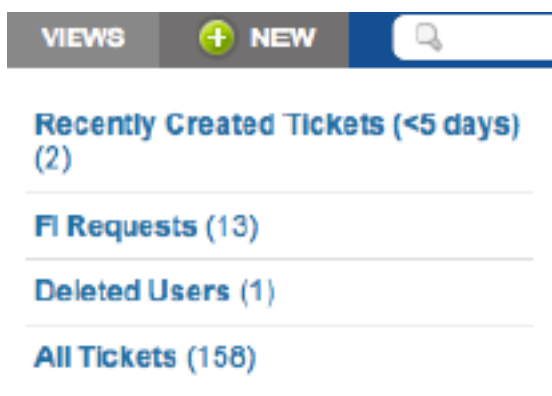 VIEWS NEW
Recently Created Tickets (<5 days)
(2)
FI Requests (13)
Deleted Users (1)
All Tickets (158)